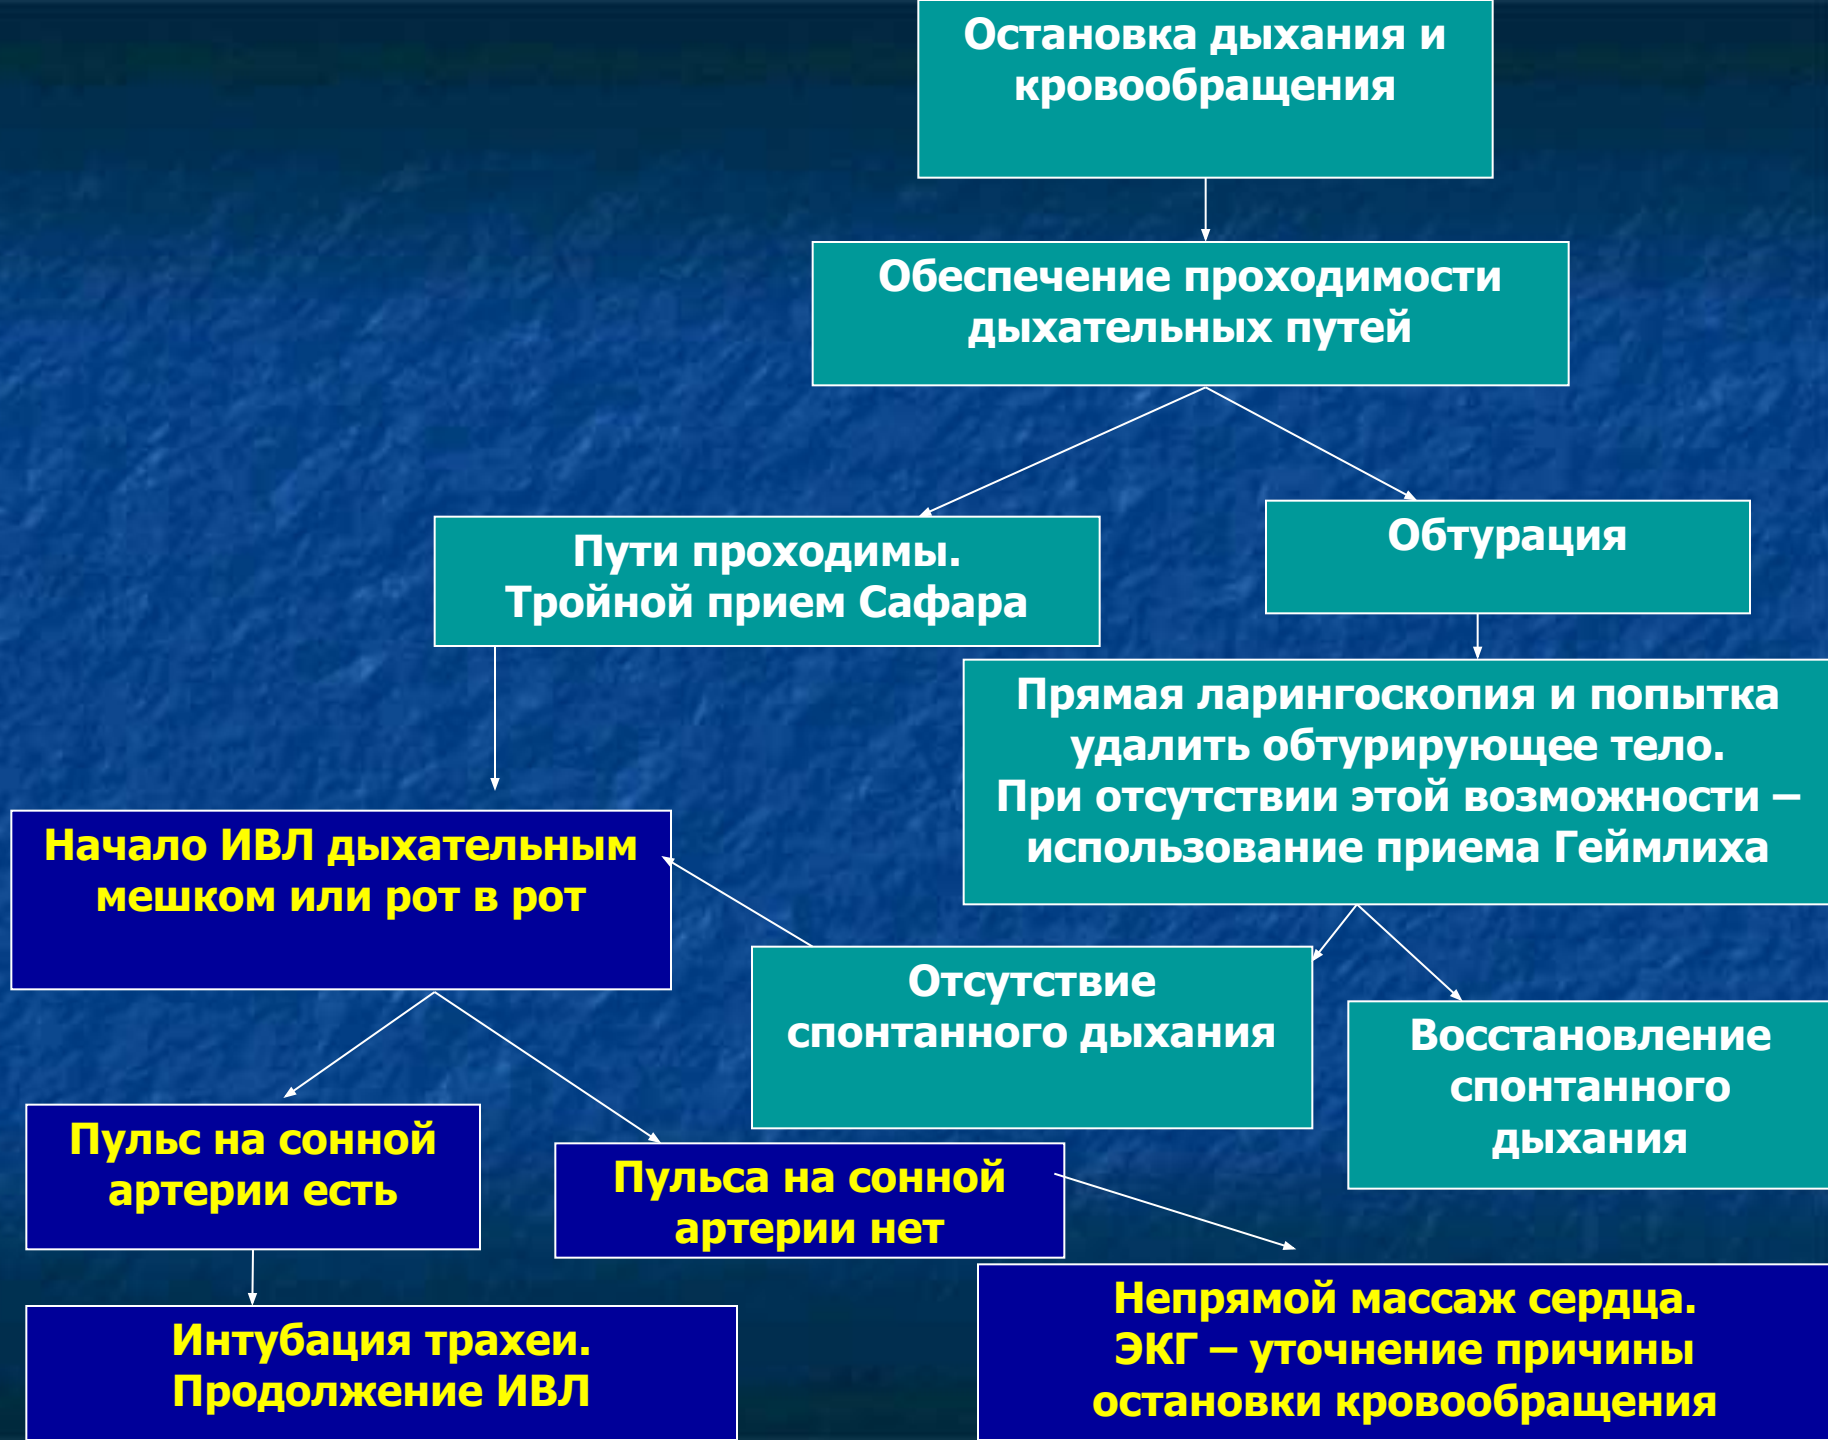 Остановка дыхания и
кровообращения
Обеспечение проходимости
дыхательных путей
Пути проходимы.
Тройной прием Сафара
Обтурация
Прямая ларингоскопия и попытка
удалить обтурирующее тело.
При отсутствии этой возможности –
использование приема Геймлиха
Начало ИВЛ дыхательным
мешком или рот в рот
Отсутствие
спонтанного дыхания
Восстановление
спонтанного
дыхания
Пульс на сонной
артерии есть
Пульса на сонной
артерии нет
Интубация трахеи.
Продолжение ИВЛ
Непрямой массаж сердца.
ЭКГ – уточнение причины
остановки кровообращения